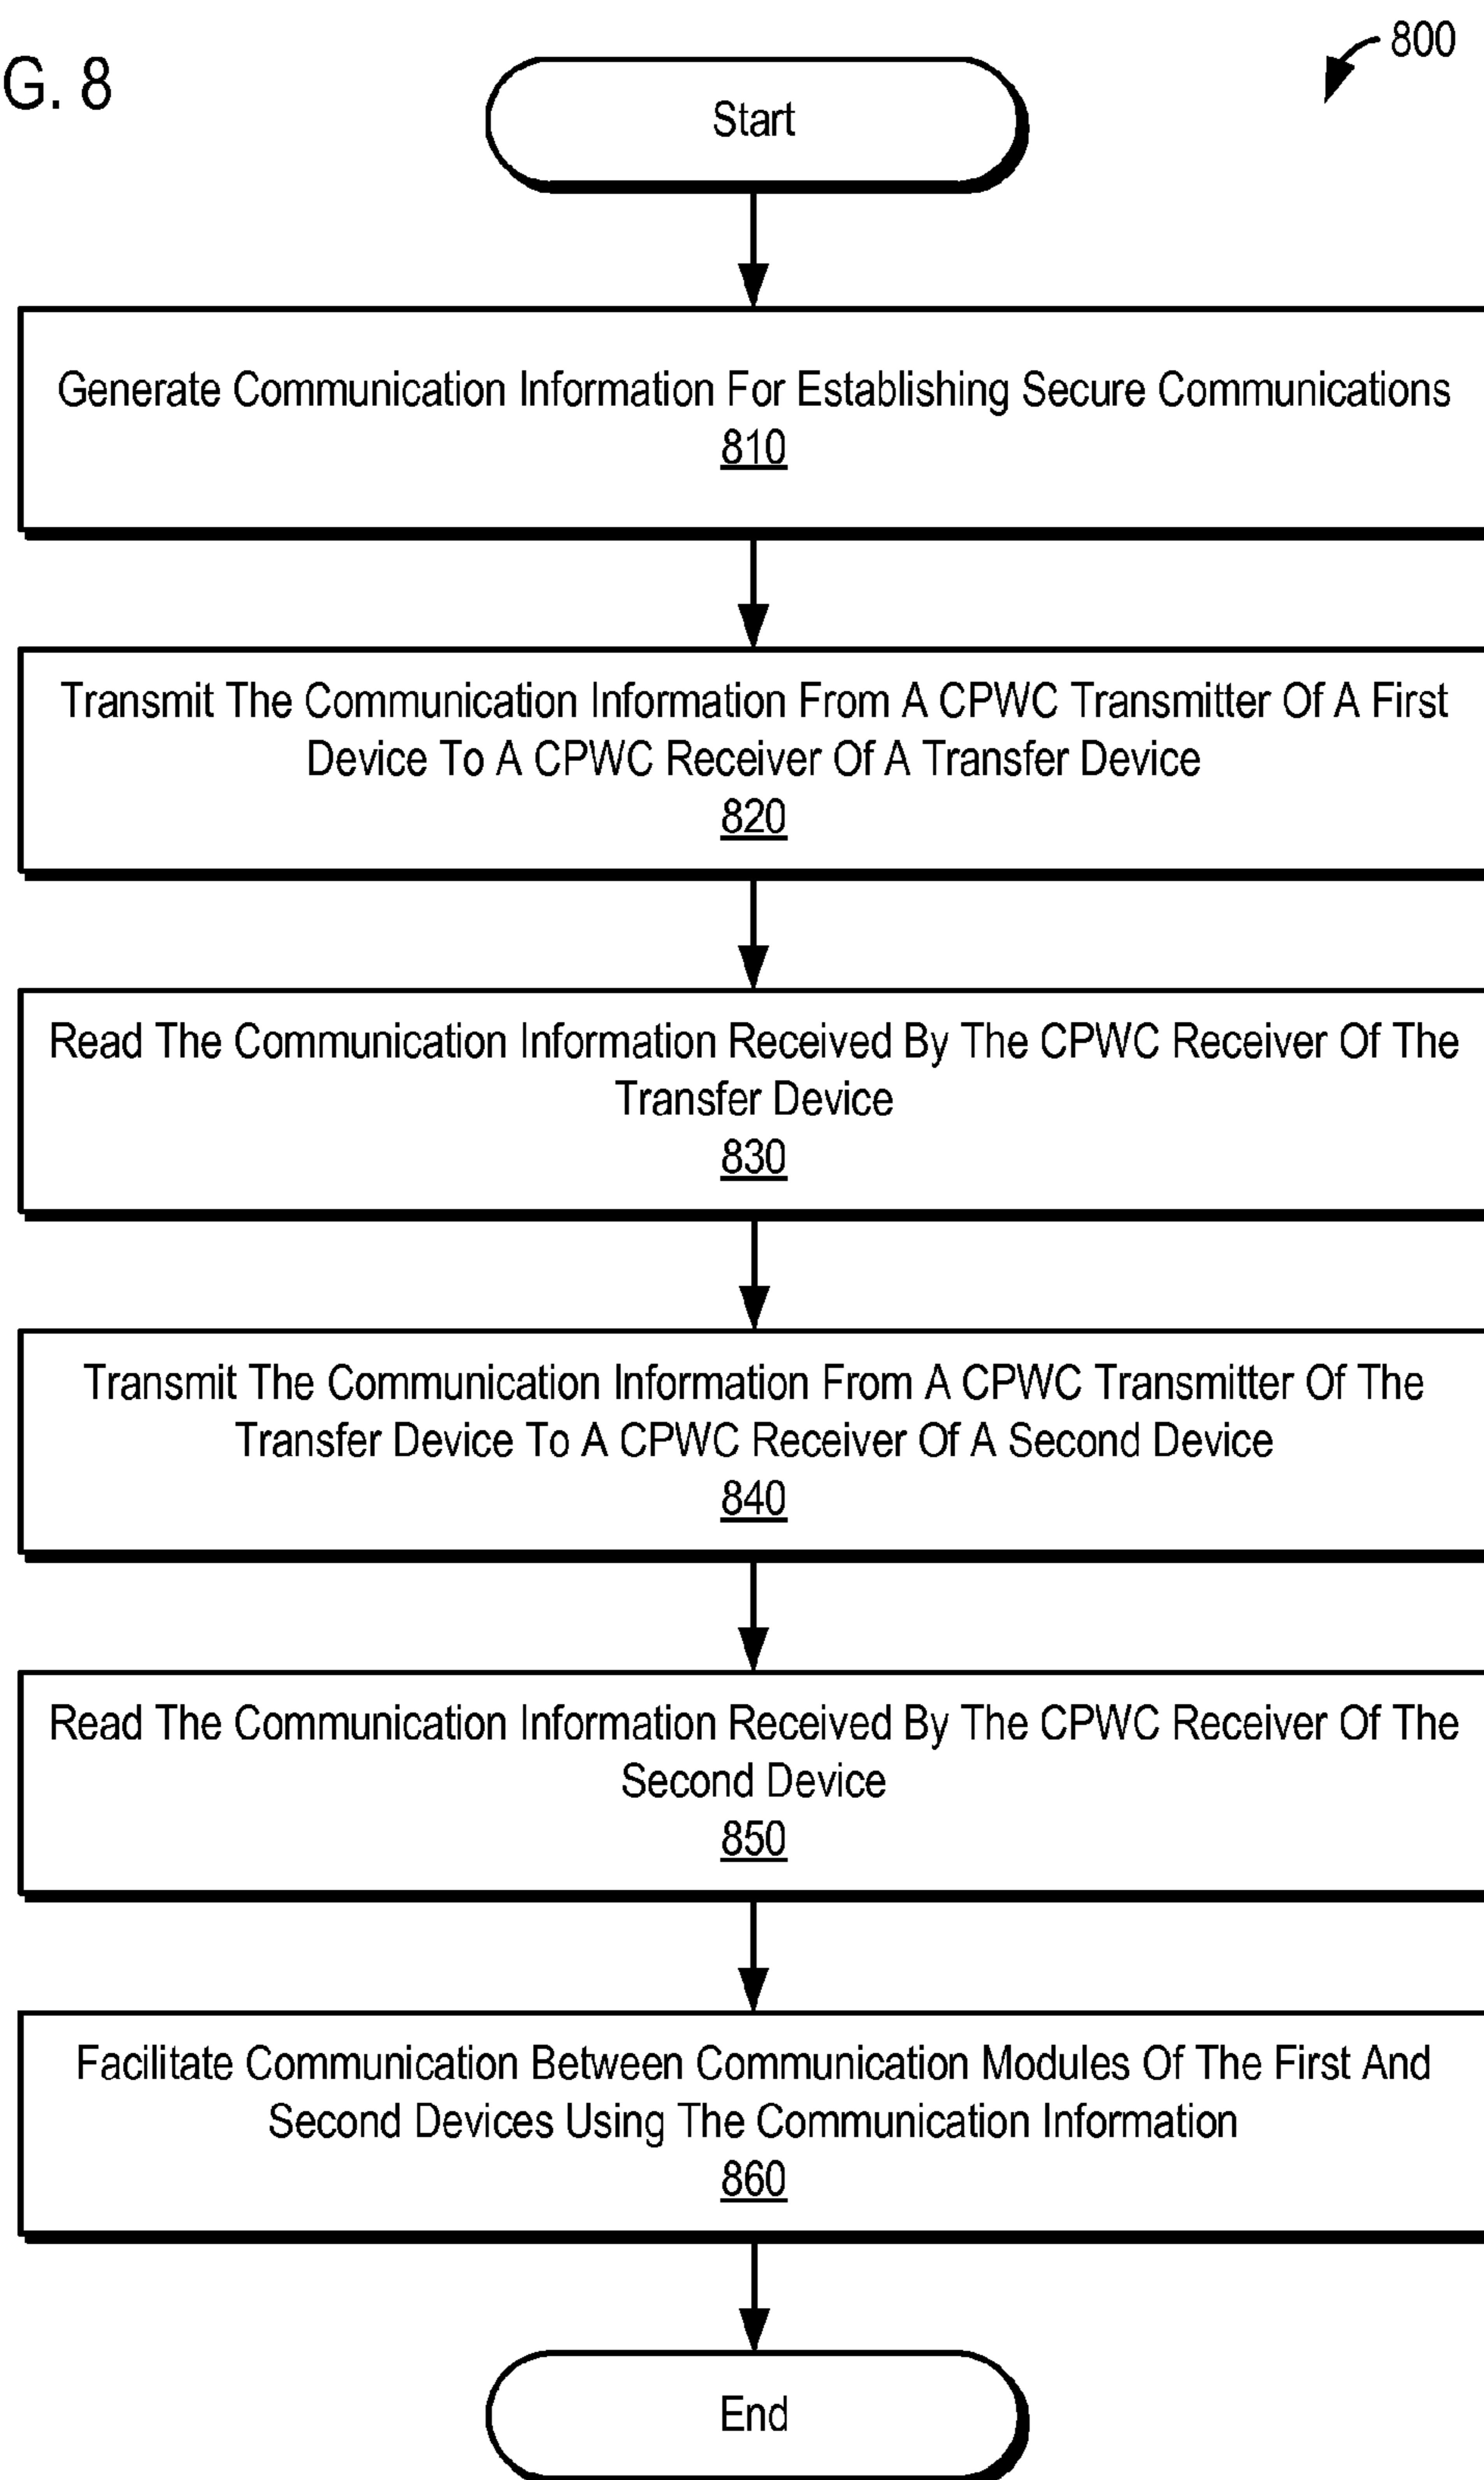 G. 8
800
Start
Generate Communication Information For Establishing Secure Communications
810
Transmit The Communication Information From A CPWC Transmitter Of A First
Device To A CPWC Receiver Of A Transfer Device
820
Read The Communication Information Received By The CPWC Receiver Of The
Transfer Device
830
Transmit The Communication Information From A CPWC Transmitter Of The
Transfer Device To A CPWC Receiver Of A Second Device
840
Read The Communication Information Received By The CPWC Receiver Of The
Second Device
850
Facilitate Communication Between Communication Modules Of The First And
Second Devices Using The Communication Information
860
End